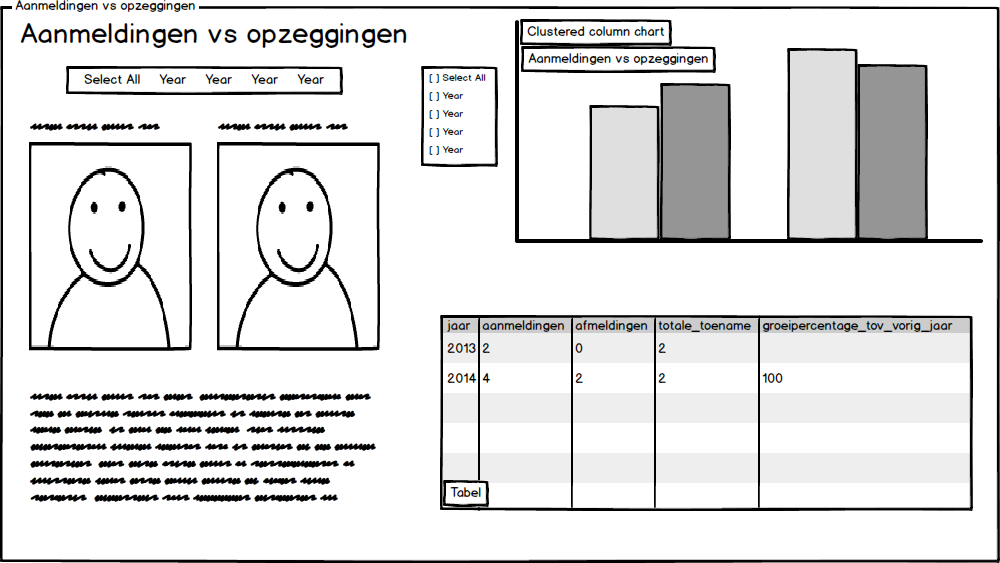 Aanmeldingen vs opzeggingen
Aanmeldingen vs opzeggingen
Select All Year Year Year Year
[ ] Select All
[ ] Year
[ ] Year
[ ] Year
[ ] Year
Clustered column chart
Aanmeldingen vs opzeggingen
jaar aanmeldingen afmeldingen totale_toename groeipercentage_tov_vorig_jaar
2013 2 0 2
2014 4 2 2 100
Tabel